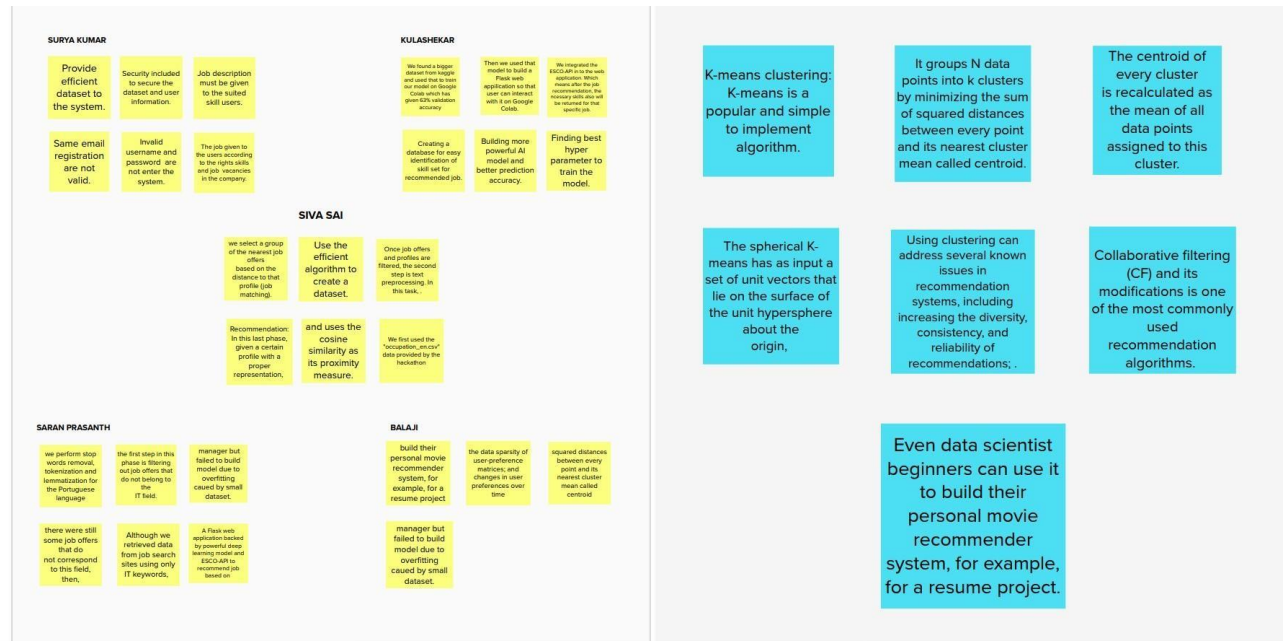 SURYA KUMAR
Provide
efficient
dataset to
the system.
Security included
to secure the
dataset and user
information.
Job description
must be given
to the suited
skill users.
Same email
registration
are not
valid.
Invalid
username and
password are
not enter the
system.
The job given to
the users according
to the rights skills
and job vacancies
in the company.
KULASHEKAR
We found a bigger
dataset from kaggle
and used that to train
our model on Google
Colab which has
given 63% validation
accuracy.
Then we used that
model to build a
Flask web
application so that
user can interact
with it on Google
Colab.
We integrated the
ESCO-API in to the web
application. Which
means after the job
recommendation, the
necessary skills also will
be returned for that
specific job.
Creating a
database for easy
identification of
skill set for
recommended job.
Building more
powerful AI
model and
better prediction
accuracy.
Finding best
hyper
parameter to
train the
model.
SIVA SAI
we select a group
of the nearest job
offers
based on the
distance to that
profile (job
matching).
Use the
efficient
algorithm to
create a
dataset.
Once job offers
and profiles are
filtered, the second
step is text
preprocessing. In
this task, .
Recommendation:
In this last phase,
given a certain
profile with a
proper
representation,
and uses the
cosine
similarity as
its proximity
measure.
We first used the
"occupation_en.csv"
data provided by the
hackathon
SARAN PRASANTH
we perform stop
words removal,
tokenization and
lemmatization for
the Portuguese
language
the first step in this
phase is filtering
out job offers that
do not belong to
the
IT field.
manager but
failed to build
model due to
overfitting
caued by small
dataset.
there were still
some job offers
that do
not correspond
to this field,
then,
Although we
retrieved data
from job search
sites using only
IT keywords,
A Flask web
application backed
by powerful deep
learning model and
ESCO-API to
recommend job
based on
BALAJI
build their
personal movie
recommender
system, for
example, for a
resume project
the data sparsity of
user-preference
matrices; and
changes in user
preferences over
time
squared distances
between every
point and its
nearest cluster
mean called
centroid
manager but
failed to build
model due to
overfitting
caued by small
dataset.
K-means clustering:
K-means is a
popular and simple
to implement
algorithm.
It groups N data
points into k clusters
by minimizing the sum
of squared distances
between every point
and its nearest cluster
mean called centroid.
The centroid of
every cluster
is recalculated as
the mean of all
data points
assigned to this
cluster.
The spherical K-
means has as input a
set of unit vectors that
lie on the surface of
the unit hypersphere
about the
origin,
Using clustering can
address several known
issues in
recommendation
systems, including
increasing the diversity,
consistency, and
reliability of
recommendations; .
Collaborative filtering
(CF) and its
modifications is one
of the most commonly
used
recommendation
algorithms.
Even data scientist
beginners can use it
to build their
personal movie
recommender
system, for example,
for a resume project.